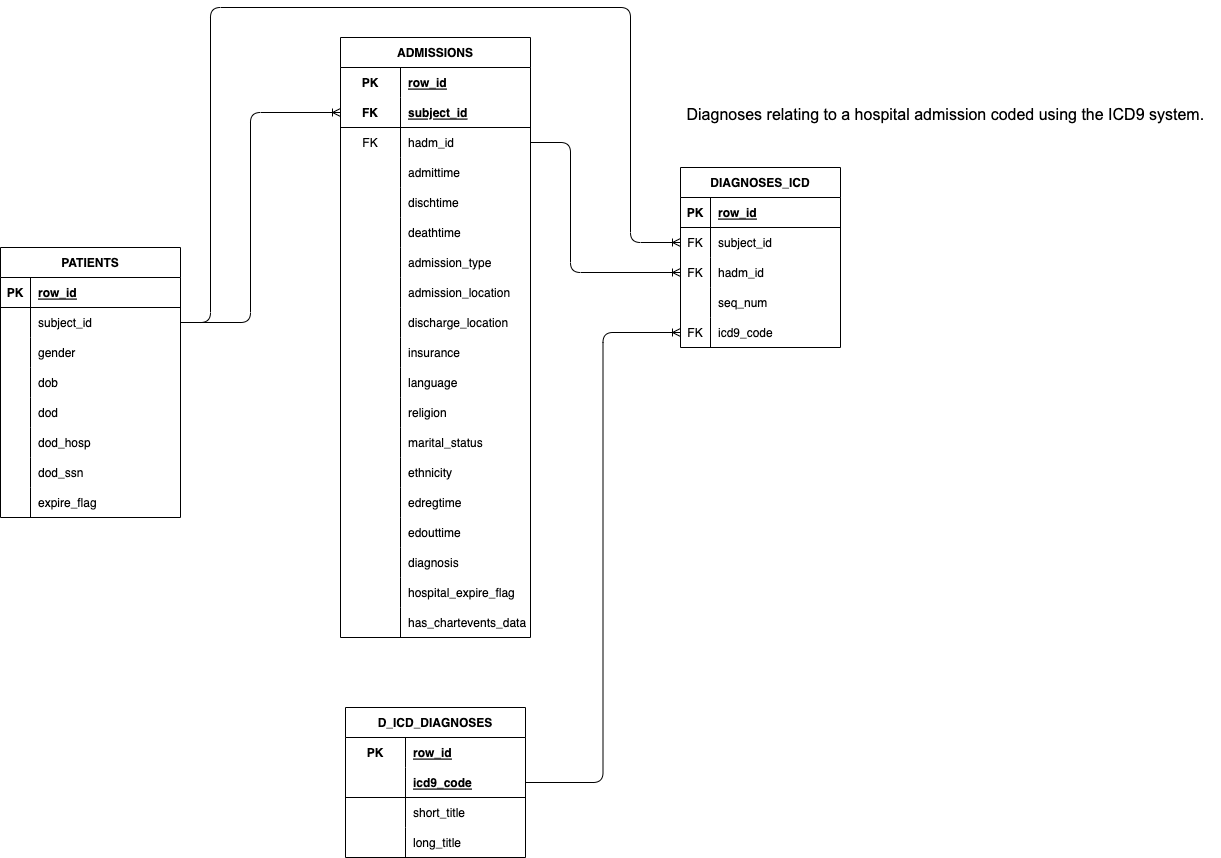 ADMISSIONS
PK row_id
FK subject_id
FK hadm_id
admittime
dischtime
deathtime
admission_type
admission_location
discharge_location
insurance
language
religion
marital_status
ethnicity
edregtime
edouttime
diagnosis
hospital_expire_flag
has_chartevents_data
Diagnoses relating to a hospital admission coded using the ICD9 system.
DIAGNOSES_ICD
PK row_id
FK subject_id
FK hadm_id
seq_num
FK icd9_code
PATIENTS
PK row_id
subject_id
gender
dob
dod
dod_hosp
dod_ssn
expire_flag
D_ICD_DIAGNOSES
PK row_id
icd9_code
short_title
long_title